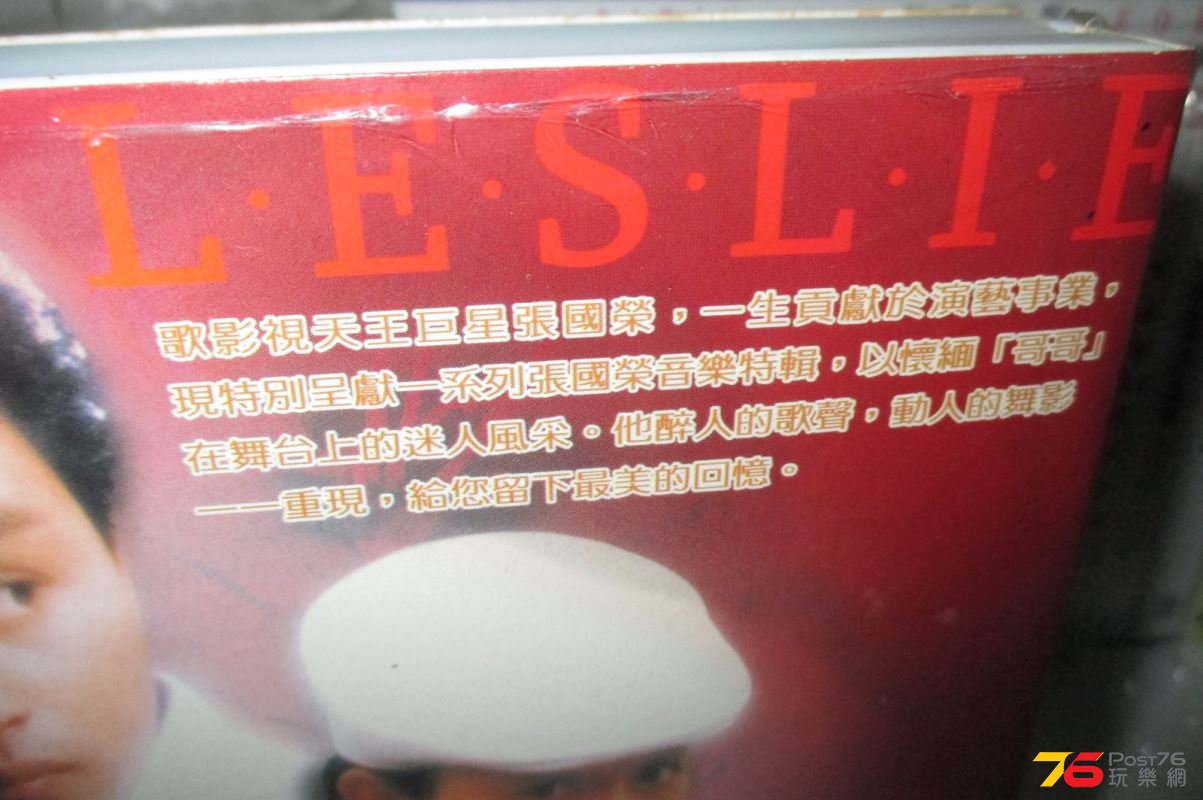 L·E·S·L·I·E
歌影視天王巨星張國榮，一生貢獻於演藝事業，
現特別呈獻一系列張國榮音樂特輯，以懷緬「哥哥」
在舞台上的迷人風采。他醉人的歌聲，動人的舞影
一一重現，給您留下最美的回憶。
76 POST76
玩樂網